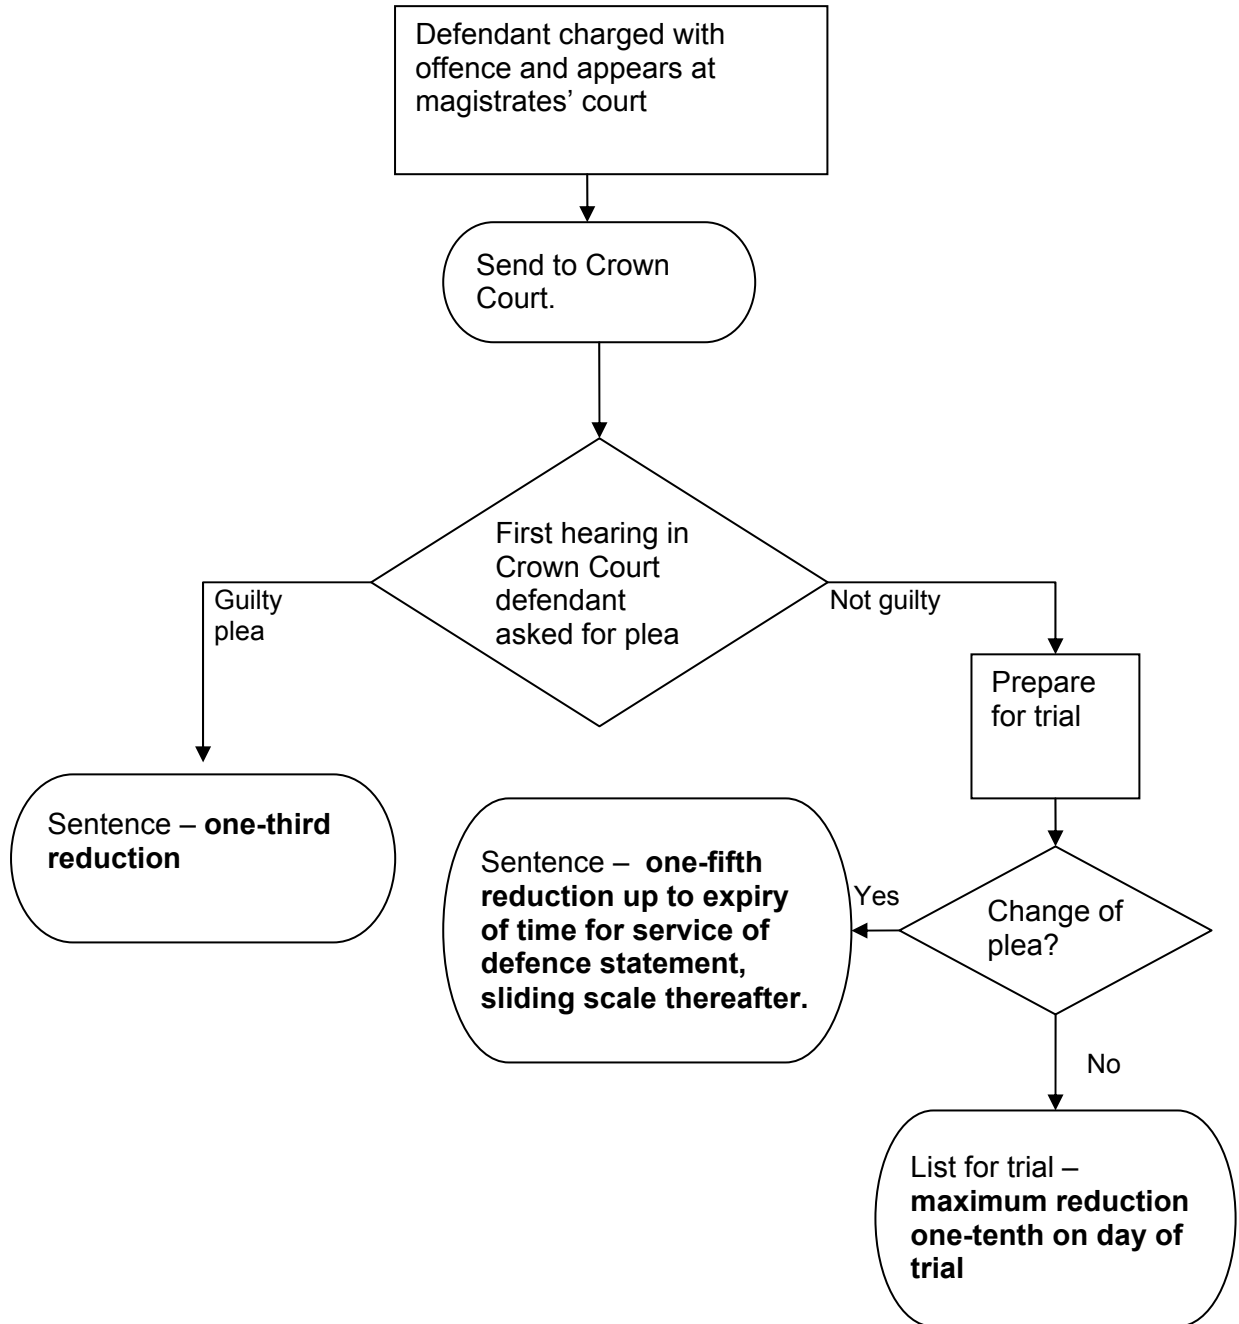 Defendant charged with
offence and appears at
magistrates’ court
Send to Crown
Court.
First hearing in
Crown Court
defendant
asked for plea
Guilty
plea
Not guilty
Prepare
for trial
Sentence – one-third
reduction
Sentence – one-fifth
reduction up to expiry
of time for service of
defence statement,
sliding scale thereafter.
Yes
Change of
plea?
No
List for trial –
maximum reduction
one-tenth on day of
trial